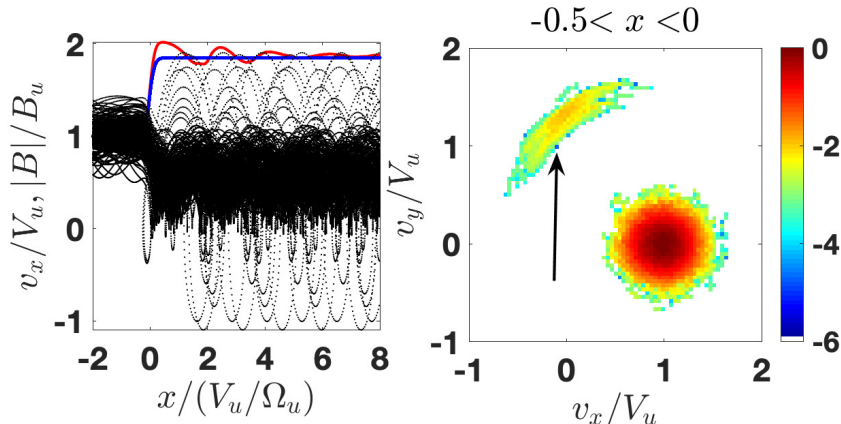 -0.5< x <0
v_x/V_u, |B|/B_u
2
1
0
-1
-2 0 2 4 6 8
x/(V_u/Ω_u)
v_y/V_u
2
1
0
-1
-1 0 1 2
v_x/V_u
0
-2
-4
-6